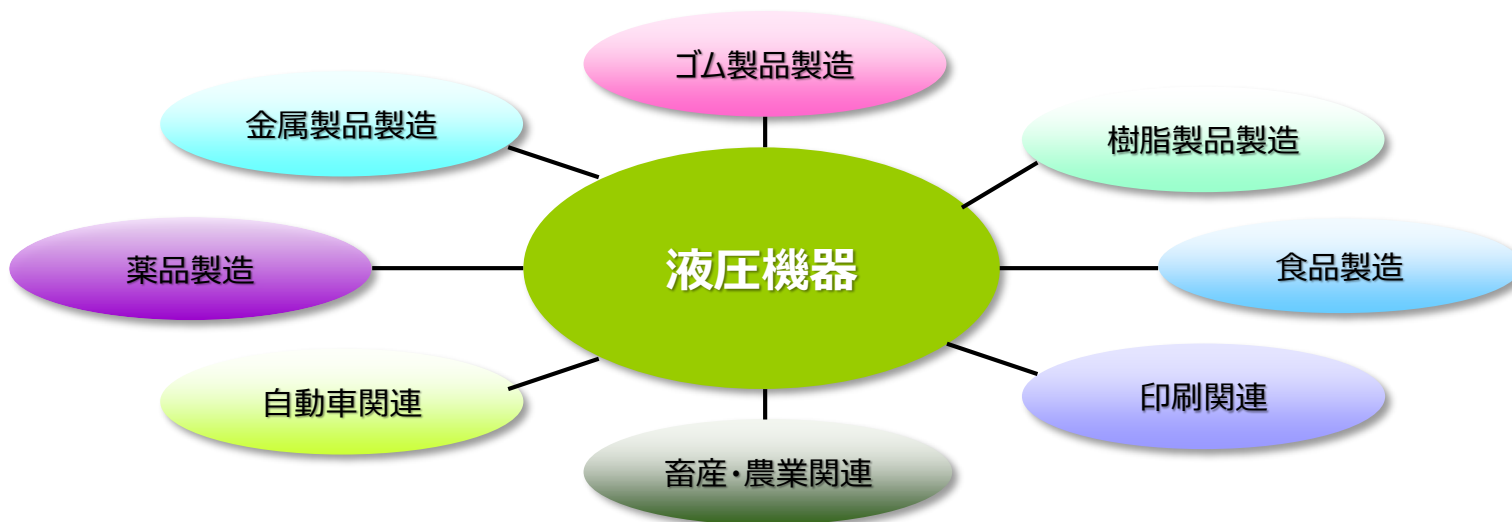 ゴム製品製造
金属製品製造
樹脂製品製造
液圧機器
薬品製造
食品製造
自動車関連
印刷関連
畜産・農業関連